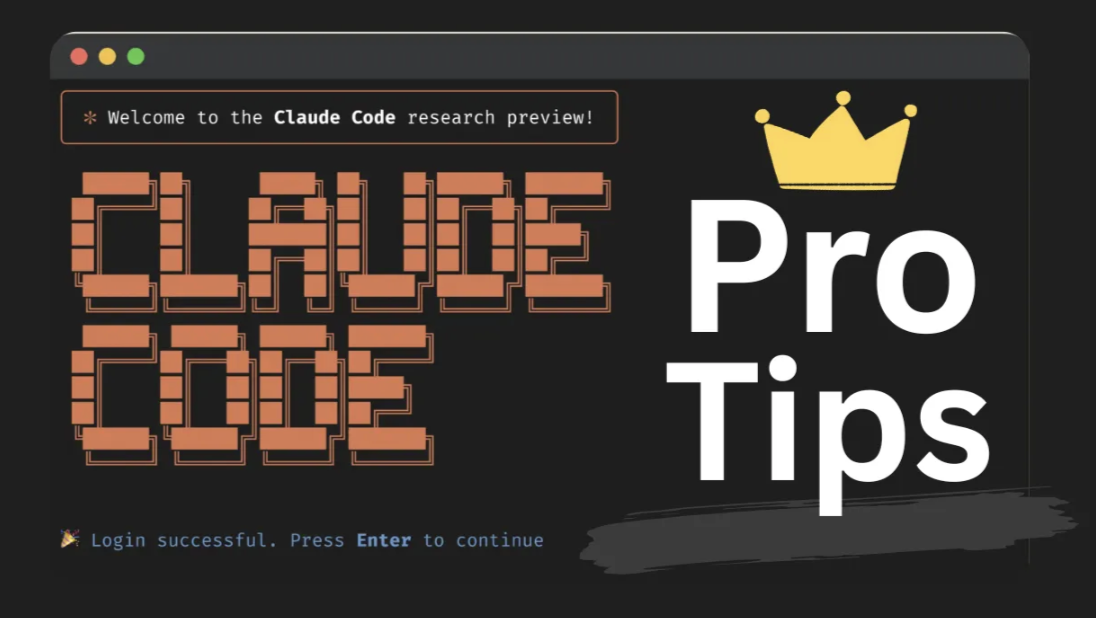 ✻ Welcome to the Claude Code research preview!
CLAUDE
CODE
🎉 Login successful. Press Enter to continue
Pro
Tips